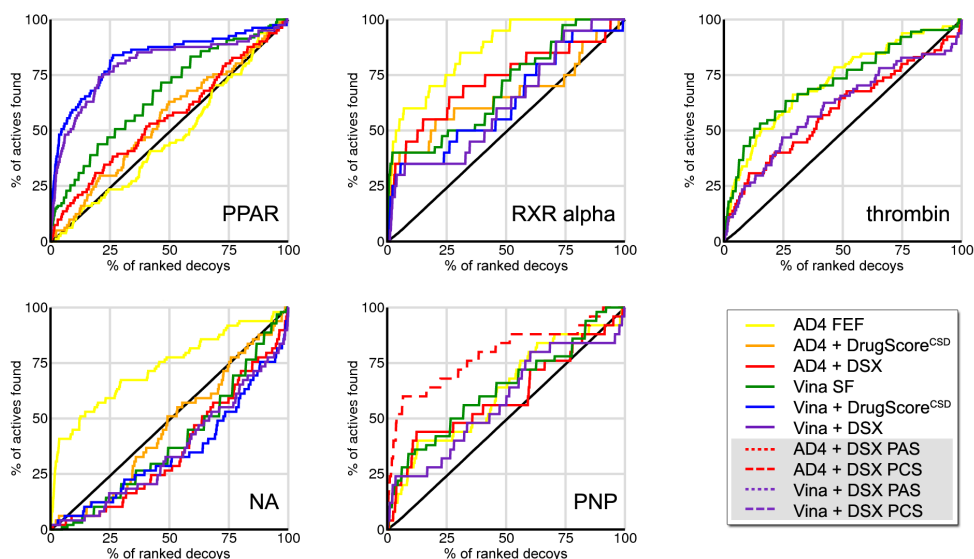 100
75
50
25
0
% of actives found
PPAR
0 25 50 75 100
% of ranked decoys
100
75
50
25
0
% of actives found
RXR alpha
0 25 50 75 100
% of ranked decoys
100
75
50
25
0
% of actives found
thrombin
0 25 50 75 100
% of ranked decoys
100
75
50
25
0
% of actives found
NA
0 25 50 75 100
% of ranked decoys
100
75
50
25
0
% of actives found
PNP
0 25 50 75 100
% of ranked decoys
AD4 FEF
AD4 + DrugScoreCSD
AD4 + DSX
Vina SF
Vina + DrugScoreCSD
Vina + DSX
AD4 + DSX PAS
AD4 + DSX PCS
Vina + DSX PAS
Vina + DSX PCS